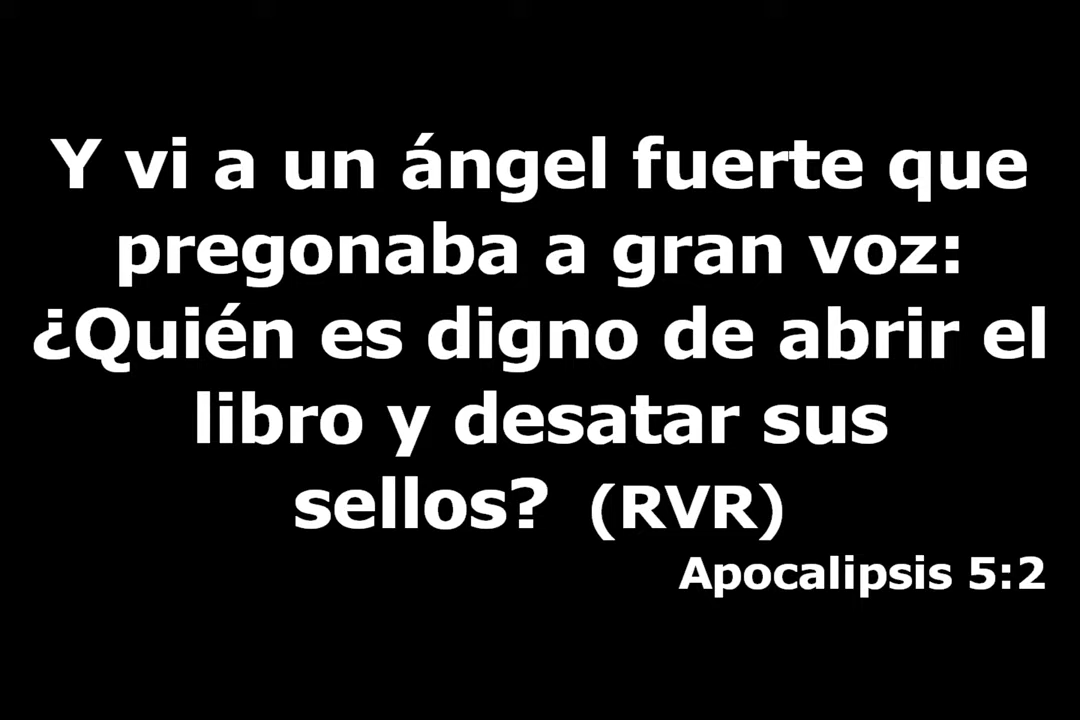 Y vi a un ángel fuerte que
pregonaba a gran voz:
¿Quién es digno de abrir el
libro y desatar sus
sellos? (RVR)
Apocalipsis 5:2